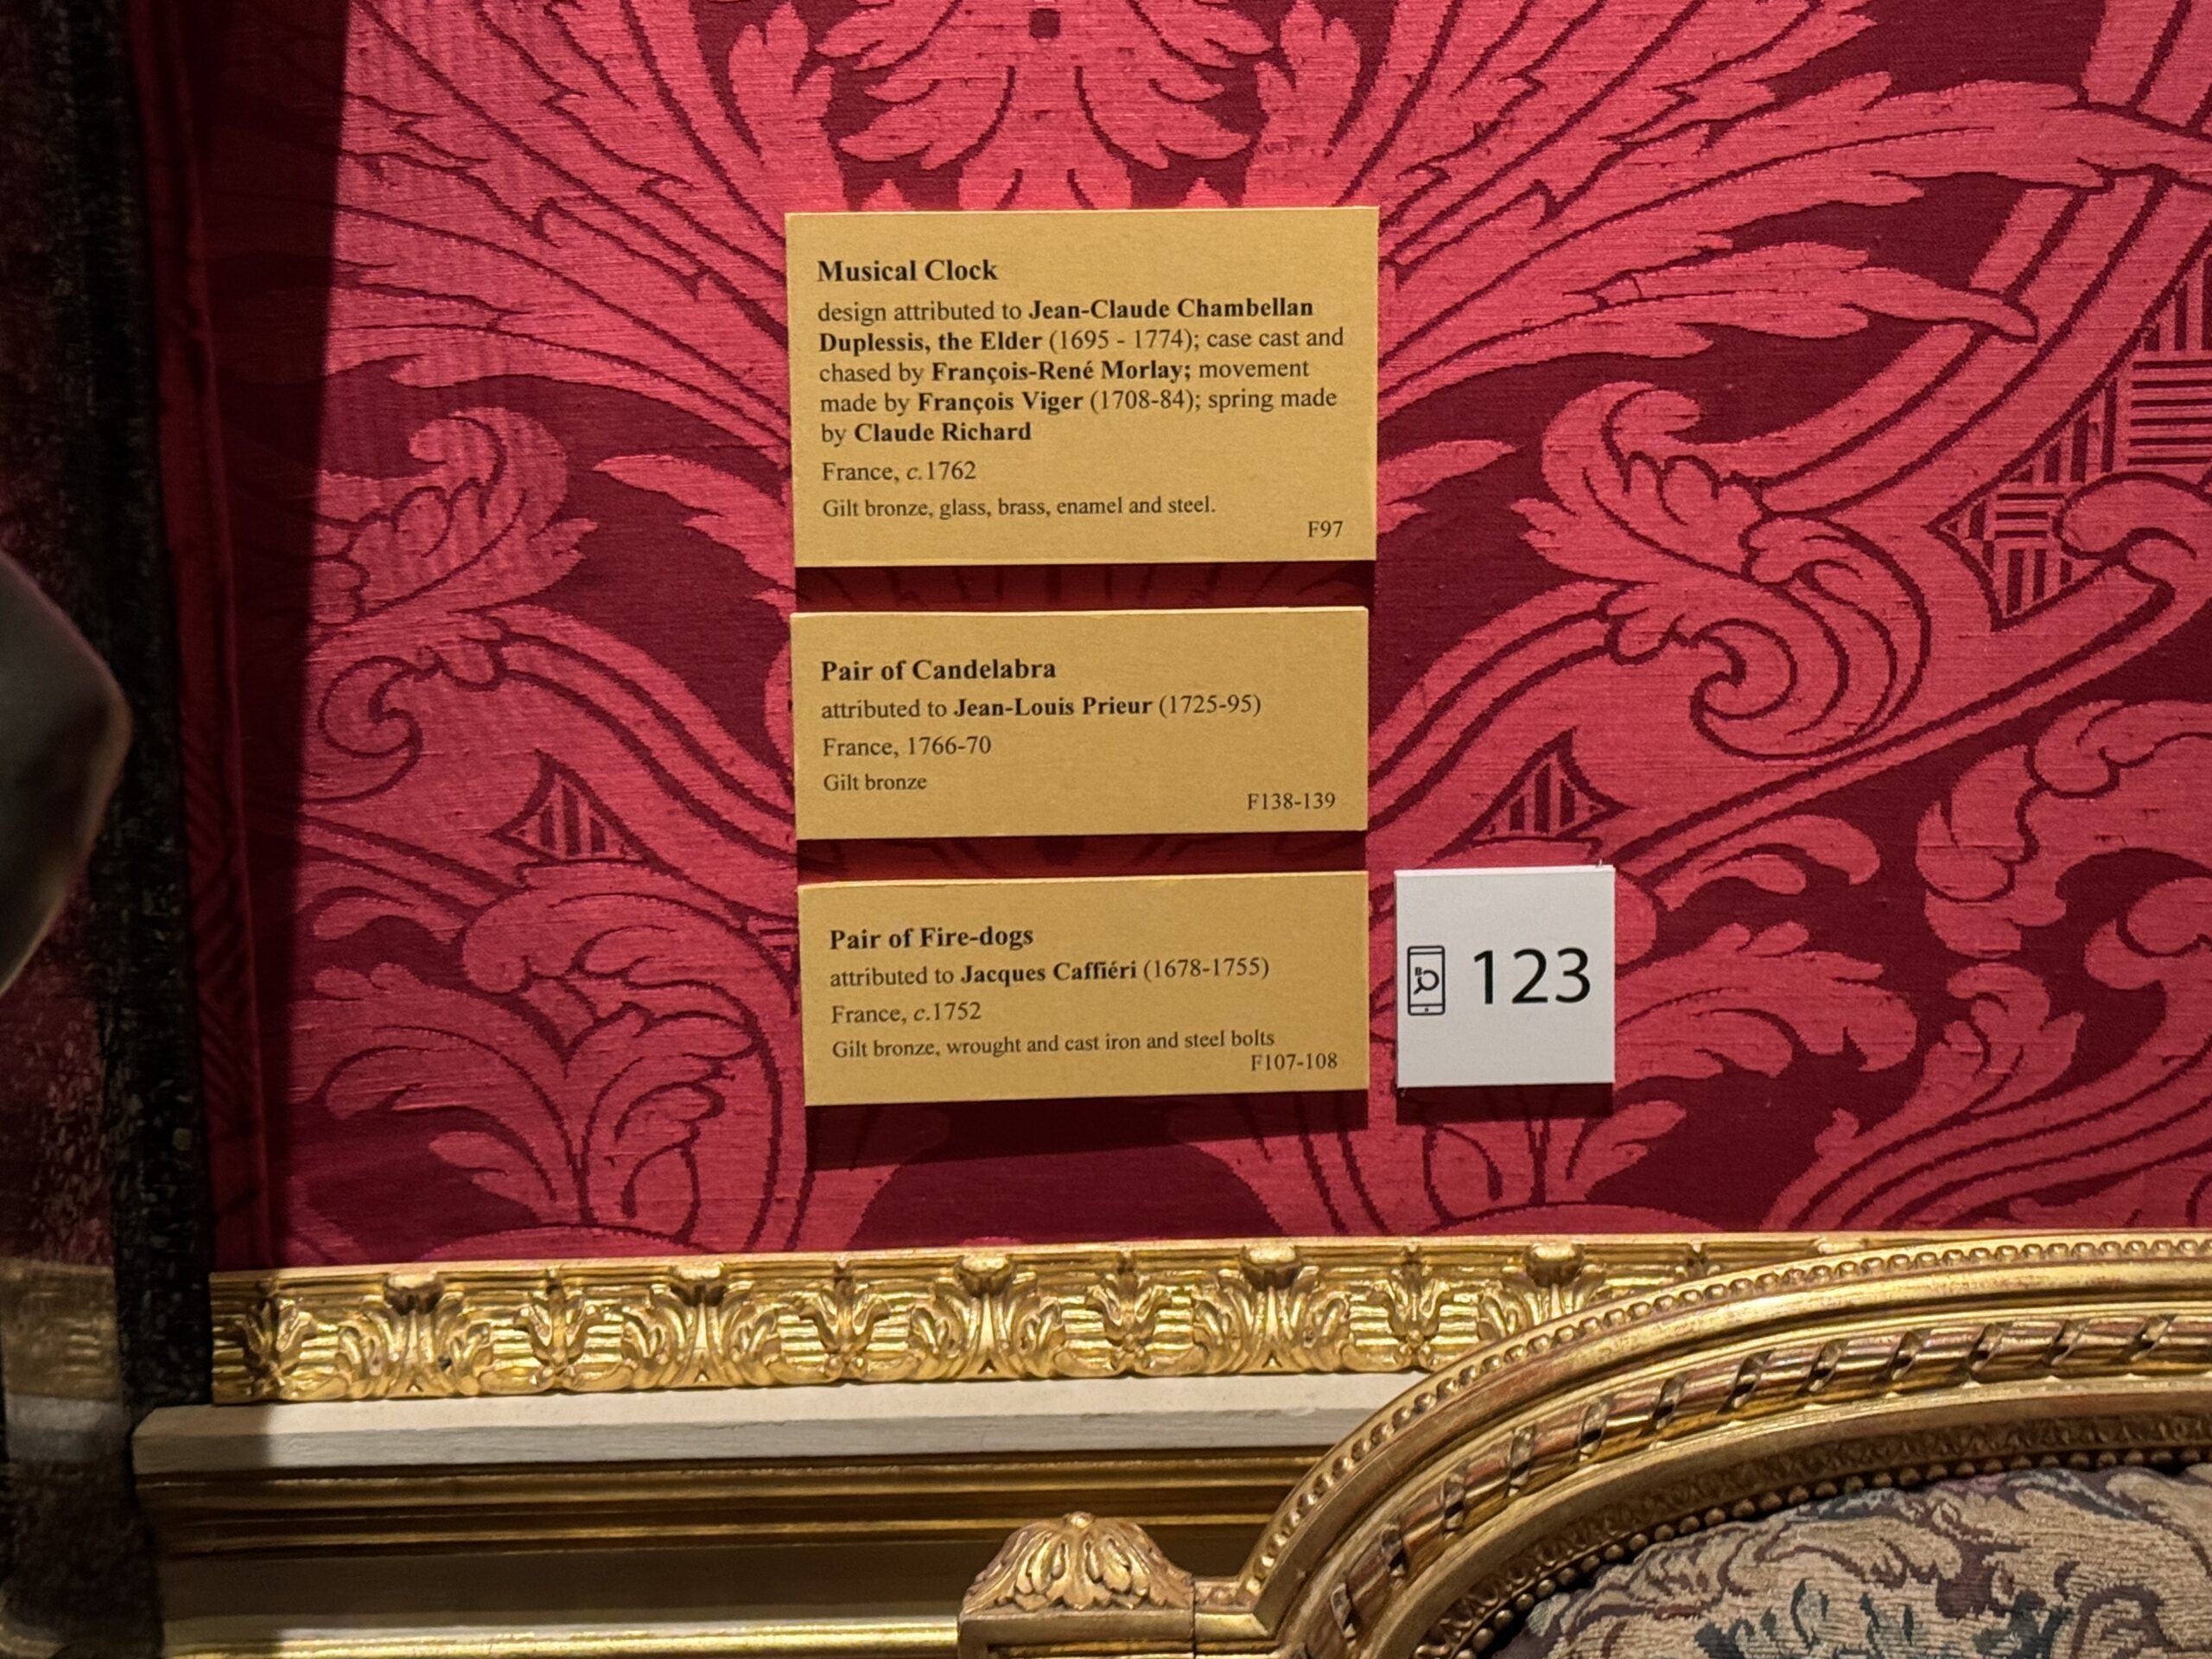 Musical Clock
design attributed to Jean-Claude Chambellan
Duplessis, the Elder (1695 - 1774); case cast and
chased by François-René Morlay; movement
made by François Viger (1708-84); spring made
by Claude Richard
France, c.1762
Gilt bronze, glass, brass, enamel and steel.
F97
Pair of Candelabra
attributed to Jean-Louis Prieur (1725-95)
France, 1766-70
Gilt bronze
F138-139
Pair of Fire-dogs
attributed to Jacques Caffiéri (1678-1755)
France, c.1752
Gilt bronze, wrought and cast iron and steel bolts
F107-108
123